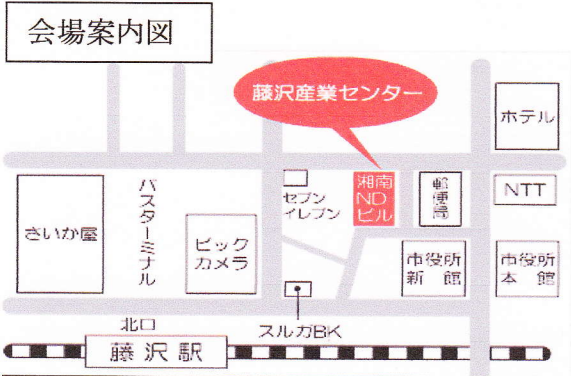 会場案内図
藤沢産業センター
ホテル
さいか屋
バスターミナル
ビック
カメラ
セブン
イレブン
湘南
ND
ビル
郵便局
NTT
市役所
新館
市役所
本館
北口
スルガBK
藤沢駅